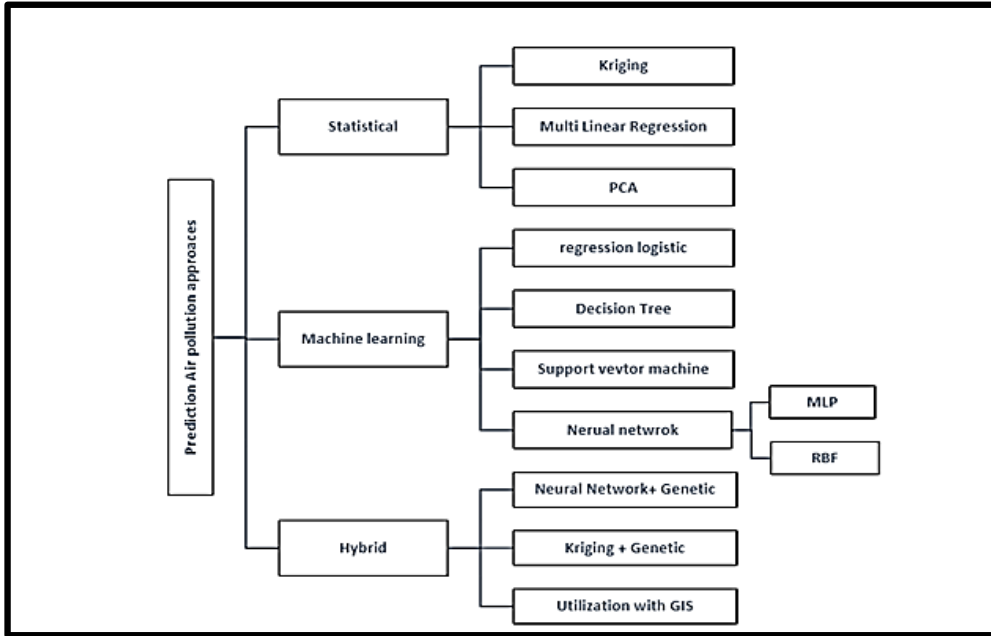 Prediction Air pollution approaces
Statistical
Kriging
Multi Linear Regression
PCA
Machine learning
regression logistic
Decision Tree
Support vevtor machine
Nerual netwrok
MLP
RBF
Hybrid
Neural Network+ Genetic
Kriging + Genetic
Utilization with GIS